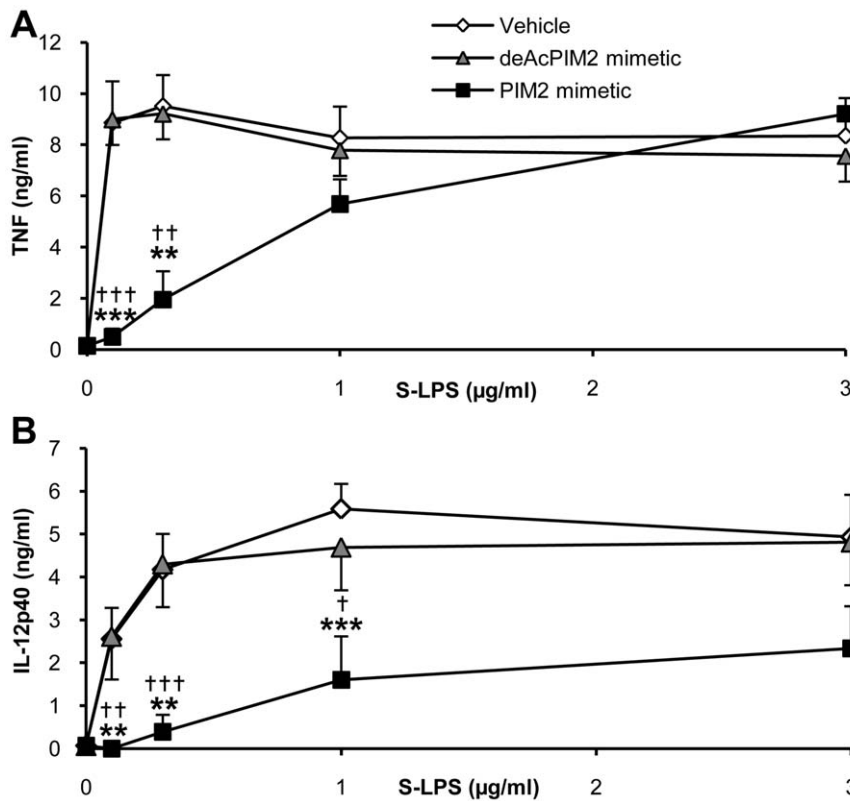 A
Vehicle
deAcPIM2 mimetic
PIM2 mimetic
TNF (ng/ml)
12
10
8
6
4
2
0
††
**
†††
***
0 1 2 3
S-LPS (µg/ml)
B
IL-12p40 (ng/ml)
7
6
5
4
3
2
1
0
†
***
†††
**
††
**
0 1 2 3
S-LPS (µg/ml)